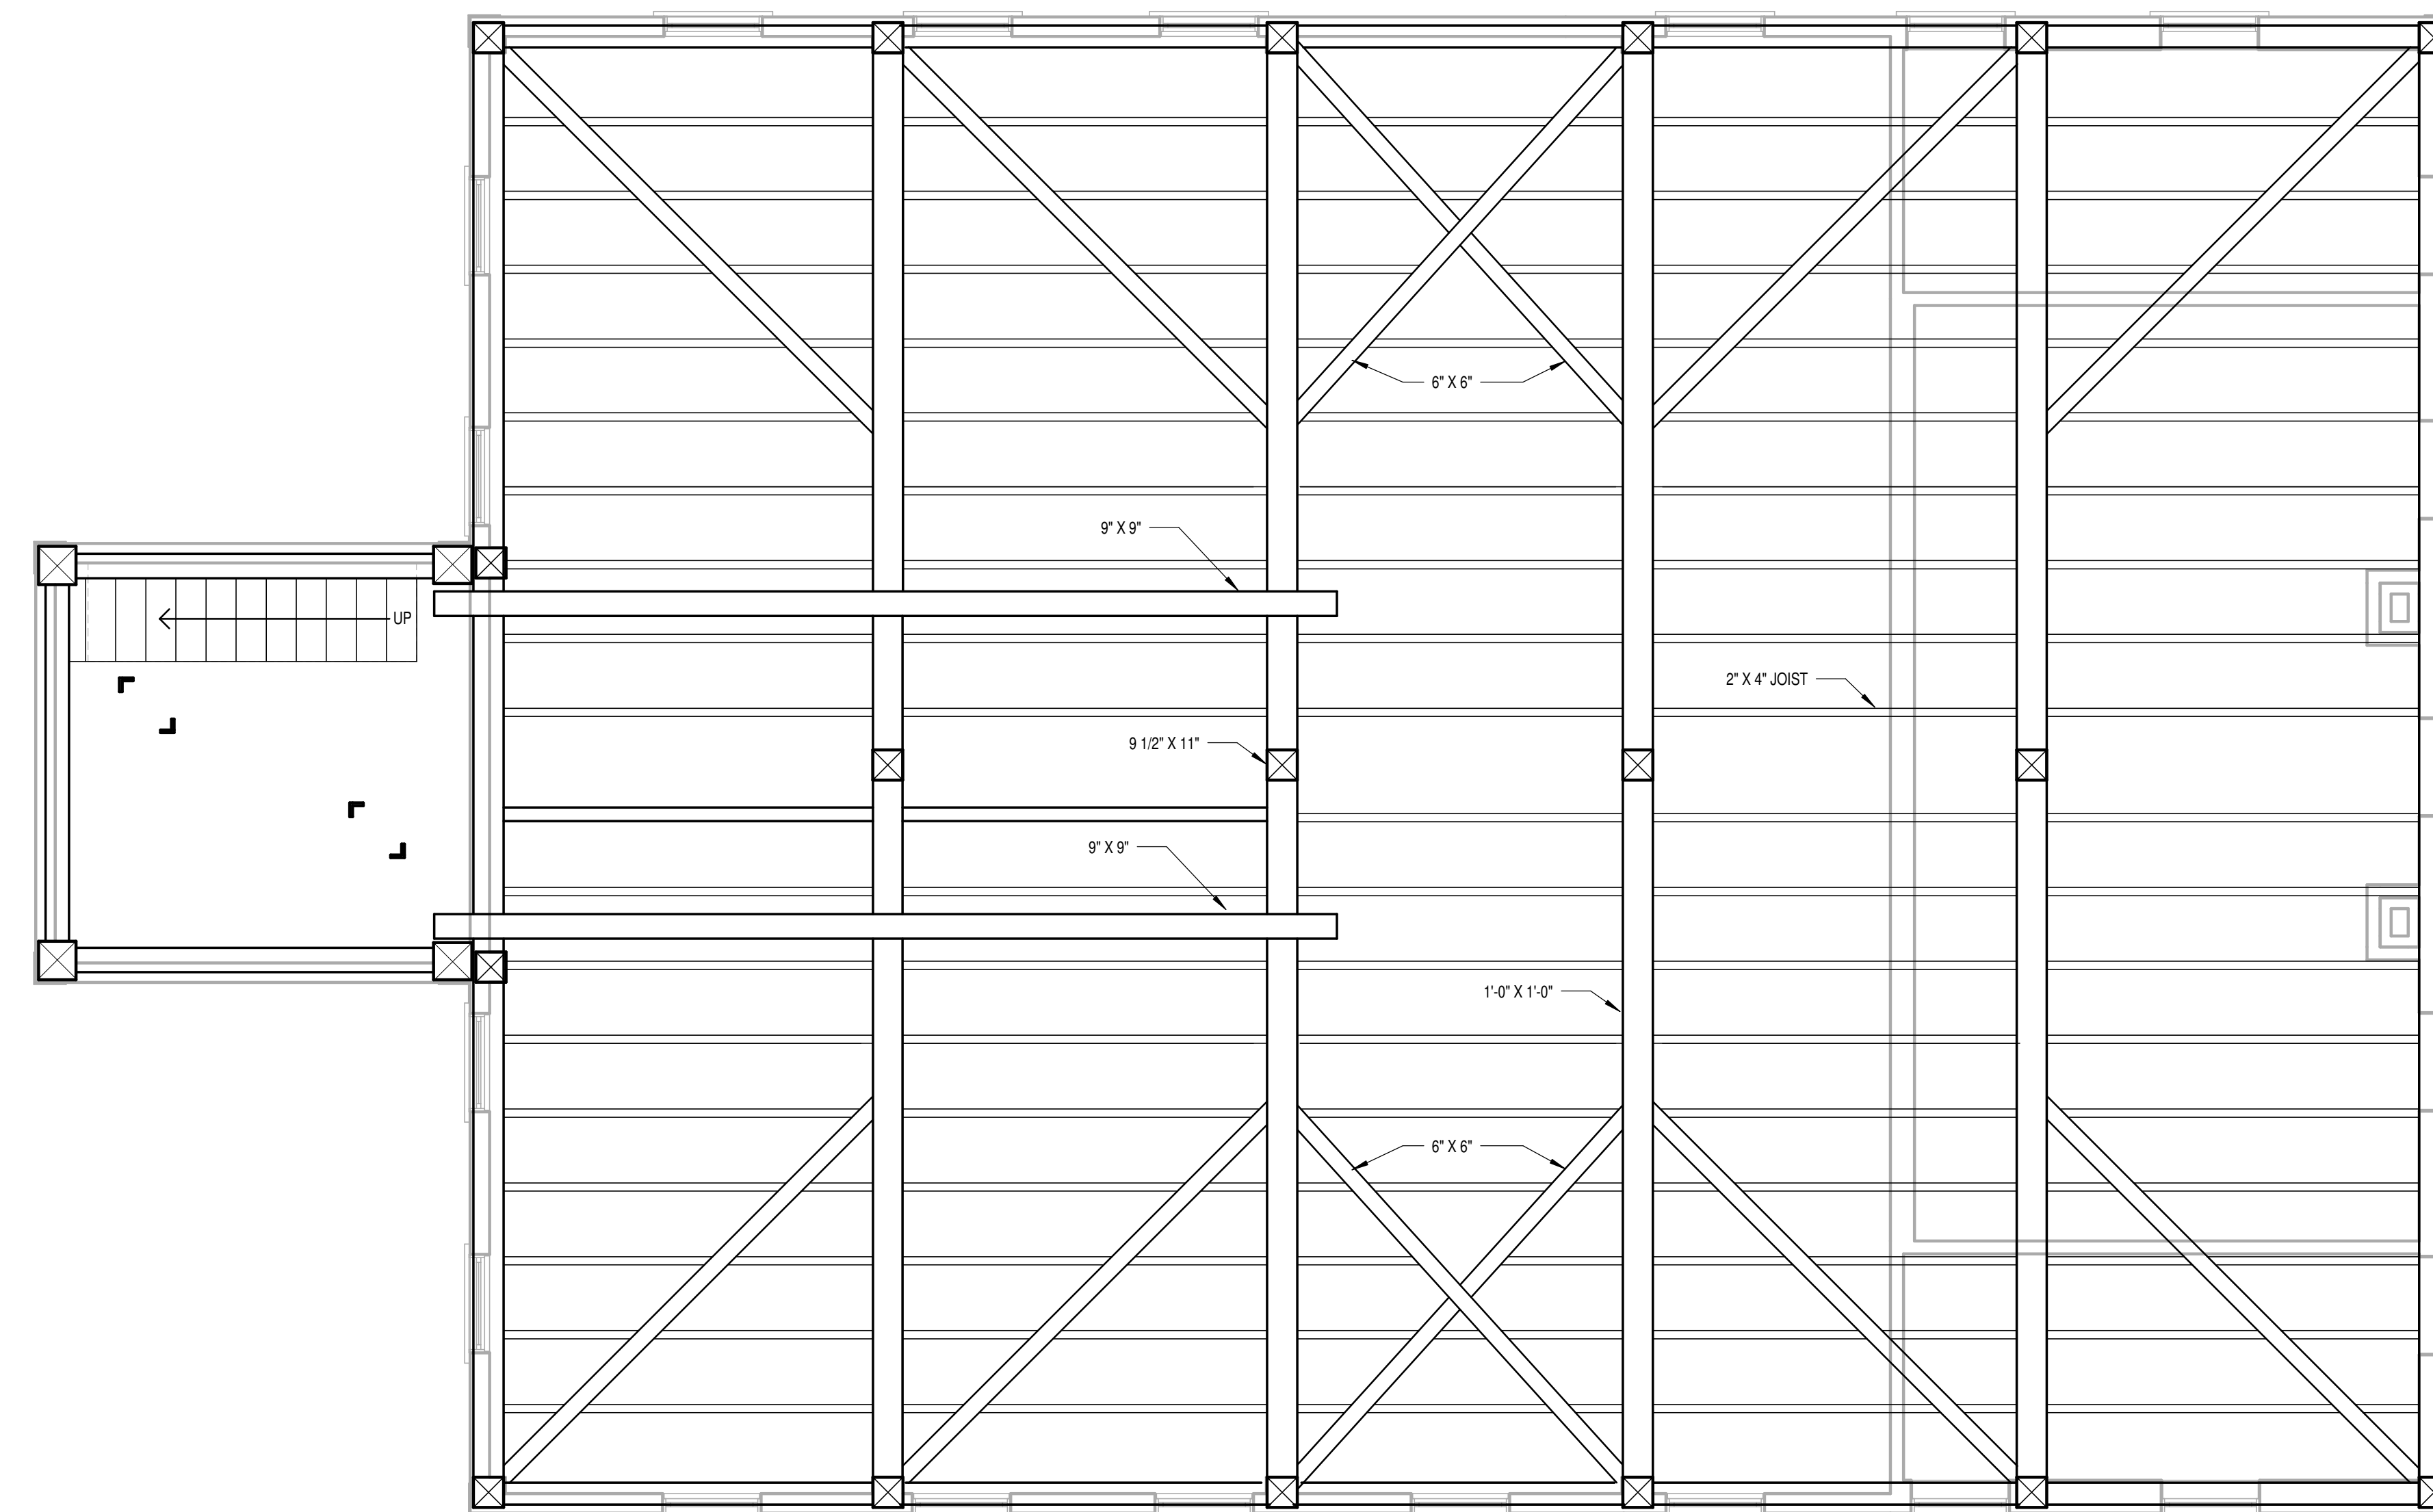 6" X 6"
9" X 9"
UP
2" X 4" JOIST
9 1/2" X 11"
9" X 9"
1'-0" X 1'-0"
6" X 6"